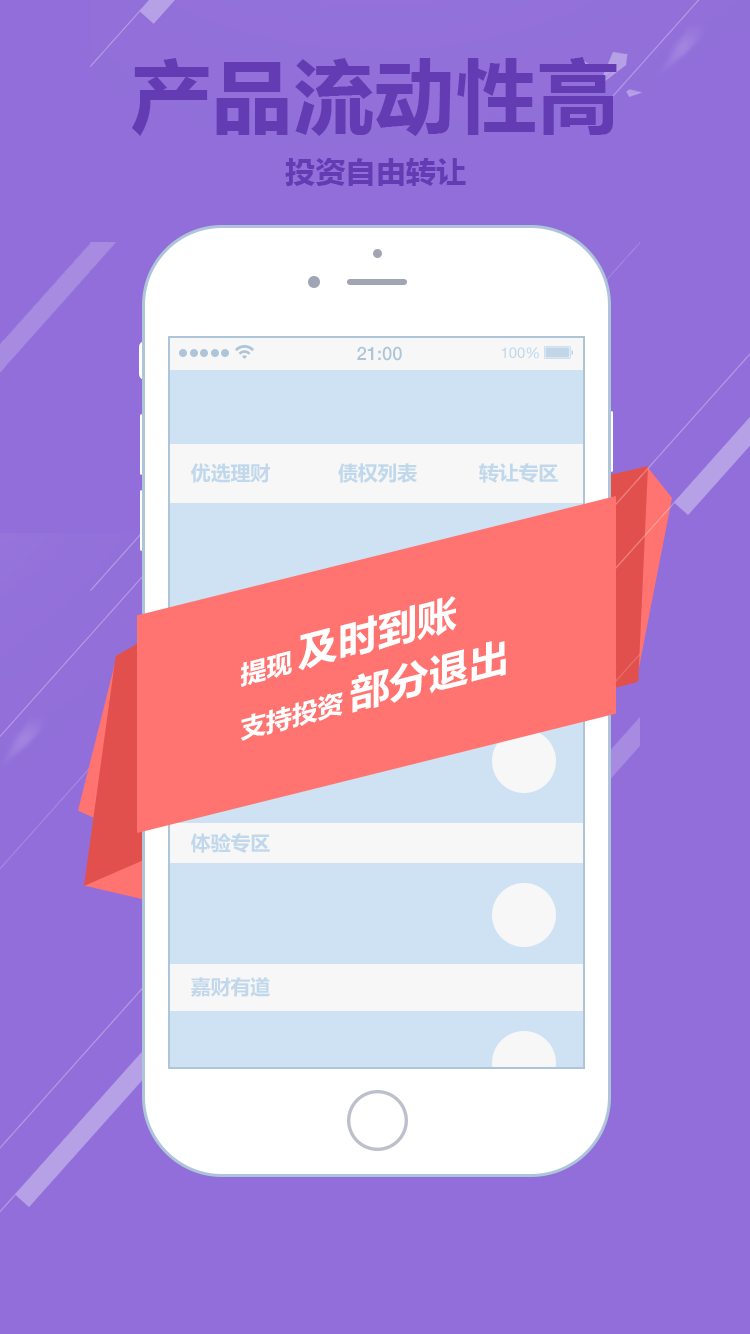 产品流动性高
投资自由转让
21:00
100%
优选理财 债权列表 转让专区
提现 及时到账
支持投资 部分退出
体验专区
嘉财有道